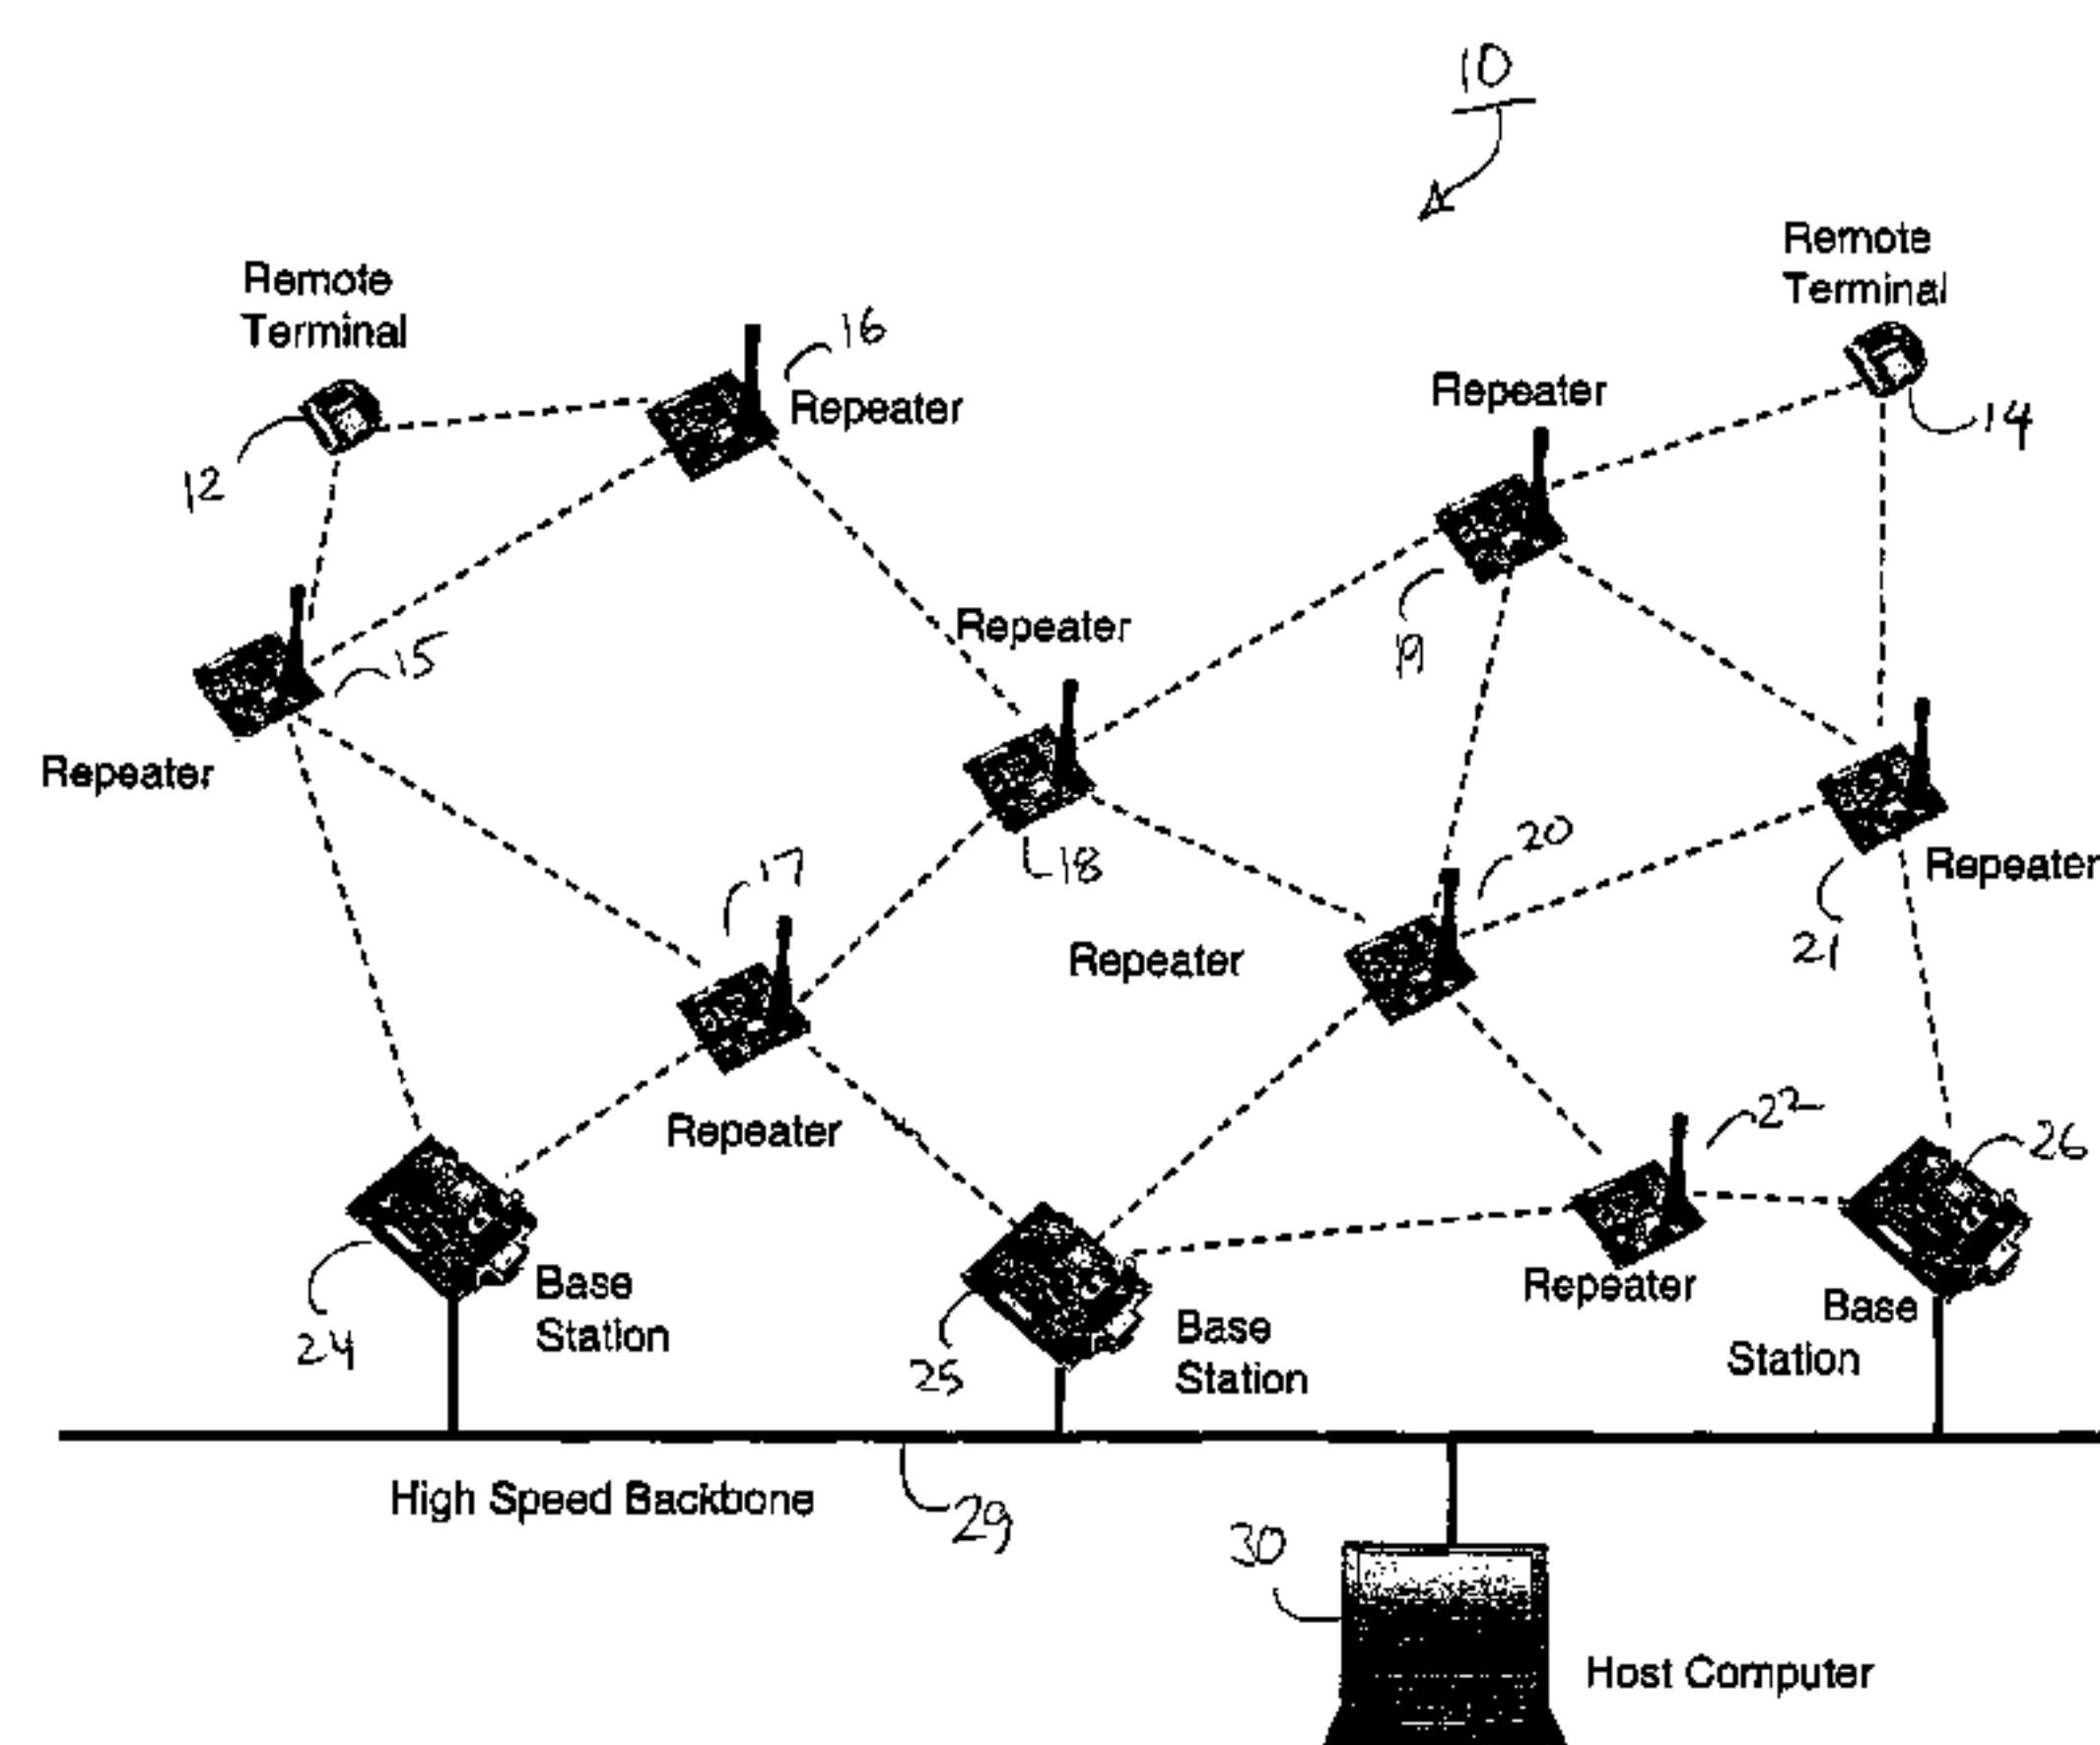 10
Remote
Terminal
Remote
Terminal
16
Repeater
Repeater
14
12
Repeater
19
15
Repeater
20
17
18
Repeater
Repeater
21
22
Repeater
26
Base
Station
Repeater
Base
Station
24
25
Base
Station
High Speed Backbone
29
30
Host Computer